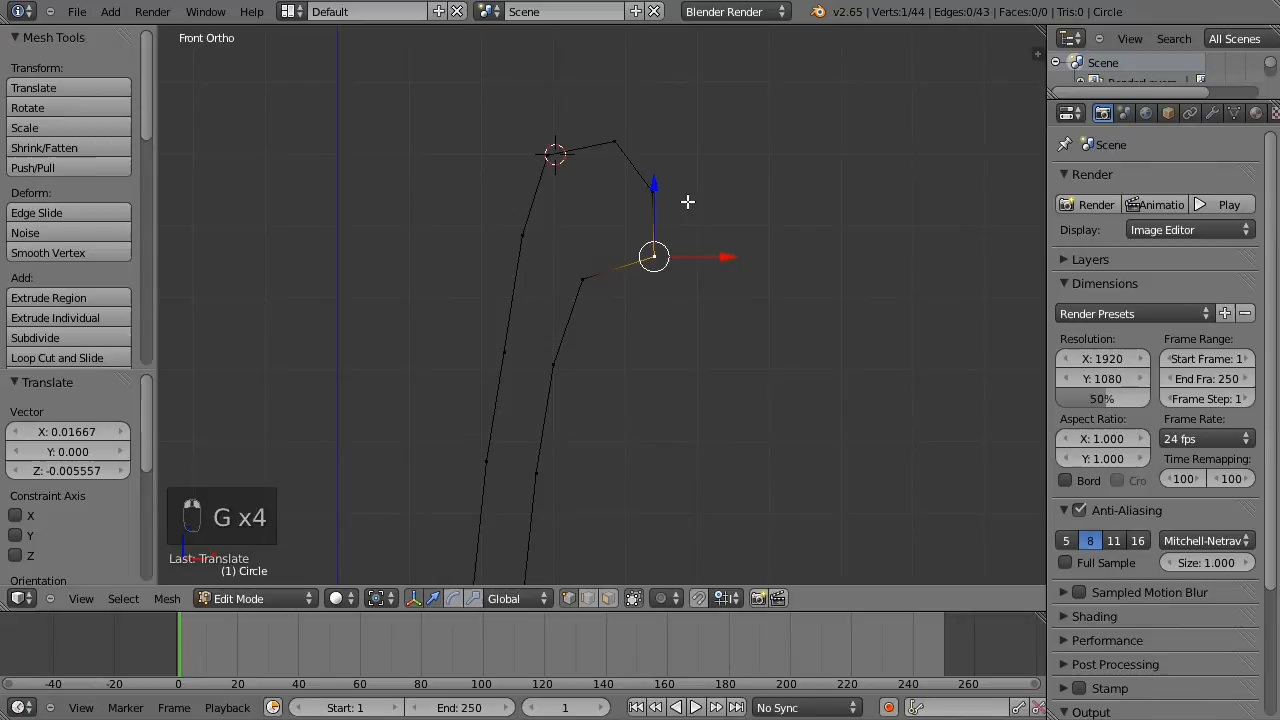 File Add Render Window Help Default Scene Blender Render v2.65 | Verts:1/44 | Edges:0/43 | Faces:0/0 | Tris:0 | Circle
Mesh Tools
Transform:
Translate
Rotate
Scale
Shrink/Fatten
Push/Pull
Deform:
Edge Slide
Noise
Smooth Vertex
Add:
Extrude Region
Extrude Individual
Subdivide
Loop Cut and Slide
Translate
Vector
X: 0.01667
Y: 0.000
Z: -0.005557
Constraint Axis
X
Y
Z
Orientation
Front Ortho
G x4
Last: Translate
(1) Circle
View Select Mesh Edit Mode Global
View Search All Scenes
Scene
Scene
Render
Render Animatio Play
Display: Image Editor
Layers
Dimensions
Render Presets
Resolution: Frame Range:
X: 1920 Start Frame: 1
Y: 1080 End Fra: 250
50% Frame Step: 1
Aspect Ratio: Frame Rate:
X: 1.000 24 fps
Y: 1.000 Time Remapping:
Bord Cro 100 100
Anti-Aliasing
5 8 11 16 Mitchell-Netrav
Full Sample Size: 1.000
Sampled Motion Blur
Shading
Performance
Post Processing
Stamp
Output
-40 -20 0 20 40 60 80 100 120 140 160 180 200 220 240 260
View Marker Frame Playback Start: 1 End: 250 1 No Sync